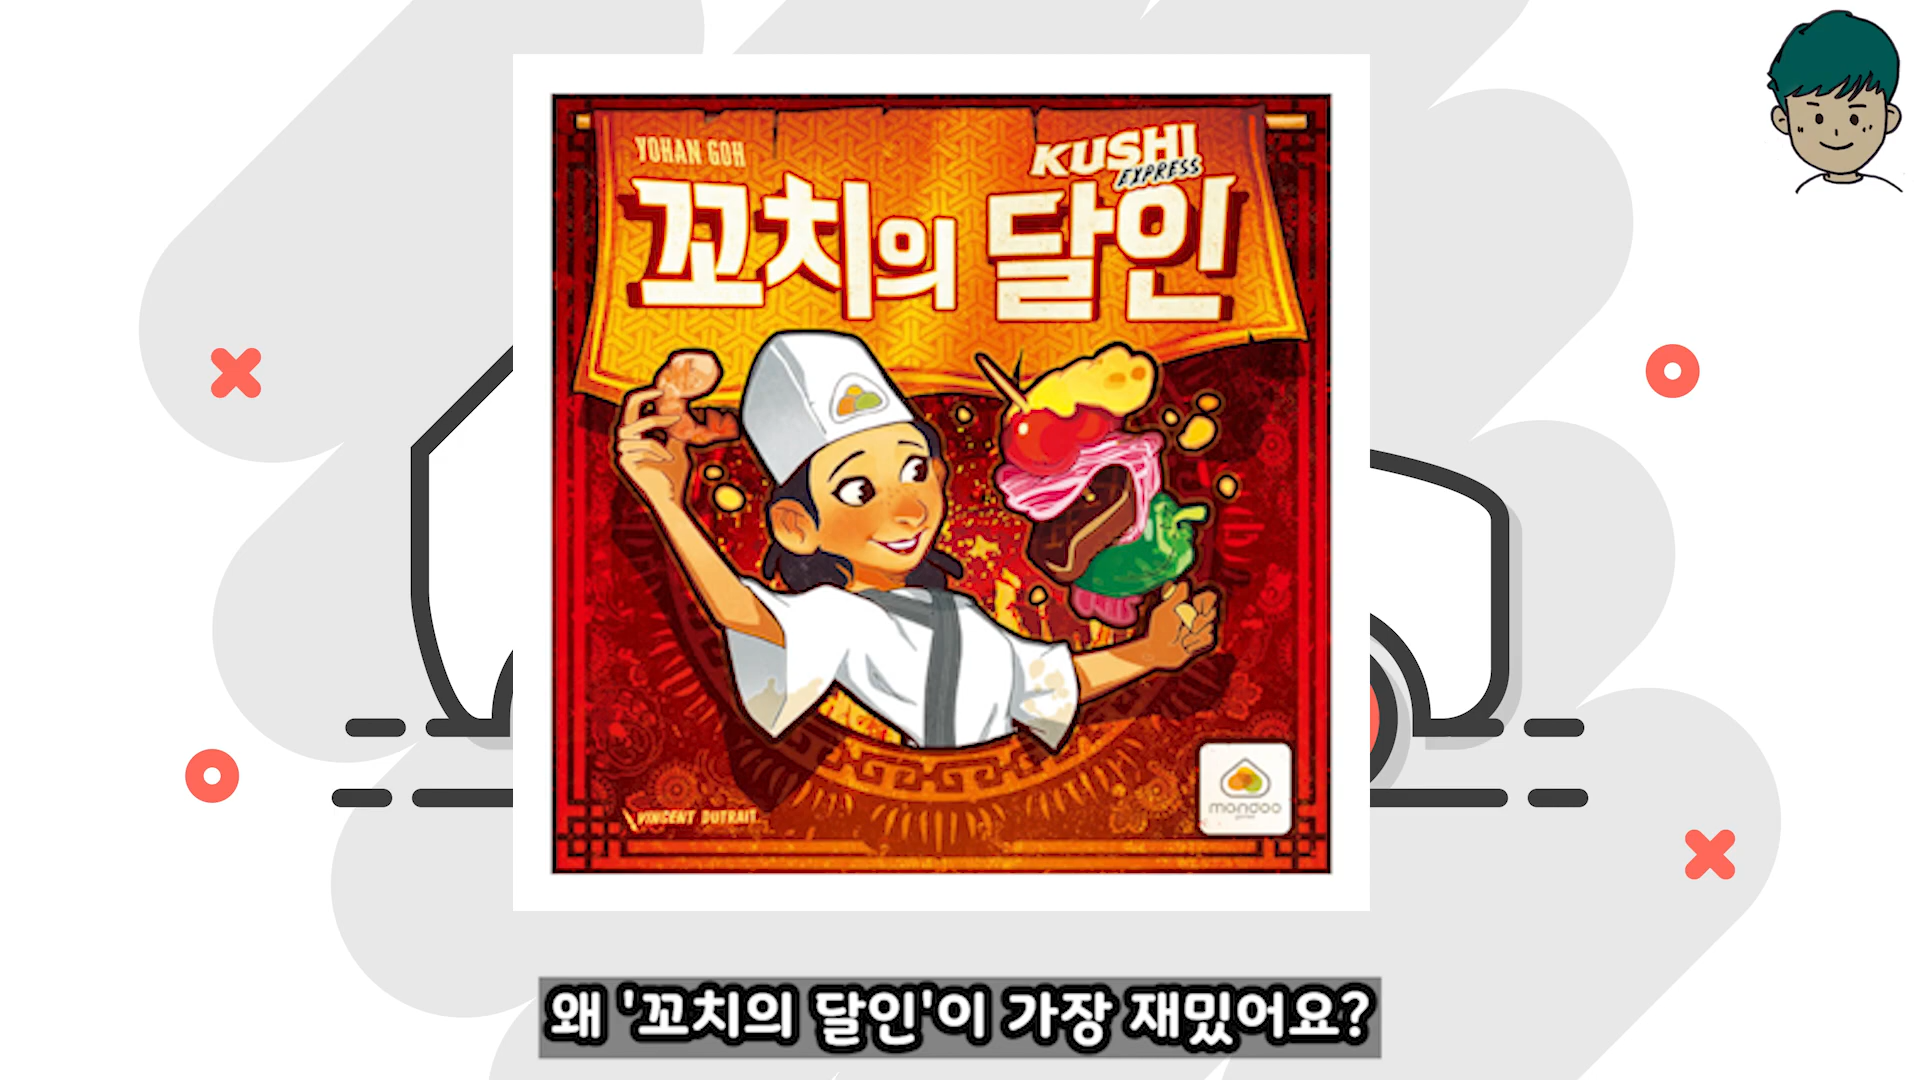 YOHAN GOH
KUSHI
EXPRESS
꼬치의 달인
VINCENT DUTRAIT
mandoo
왜 '꼬치의 달인'이 가장 재밌어요?